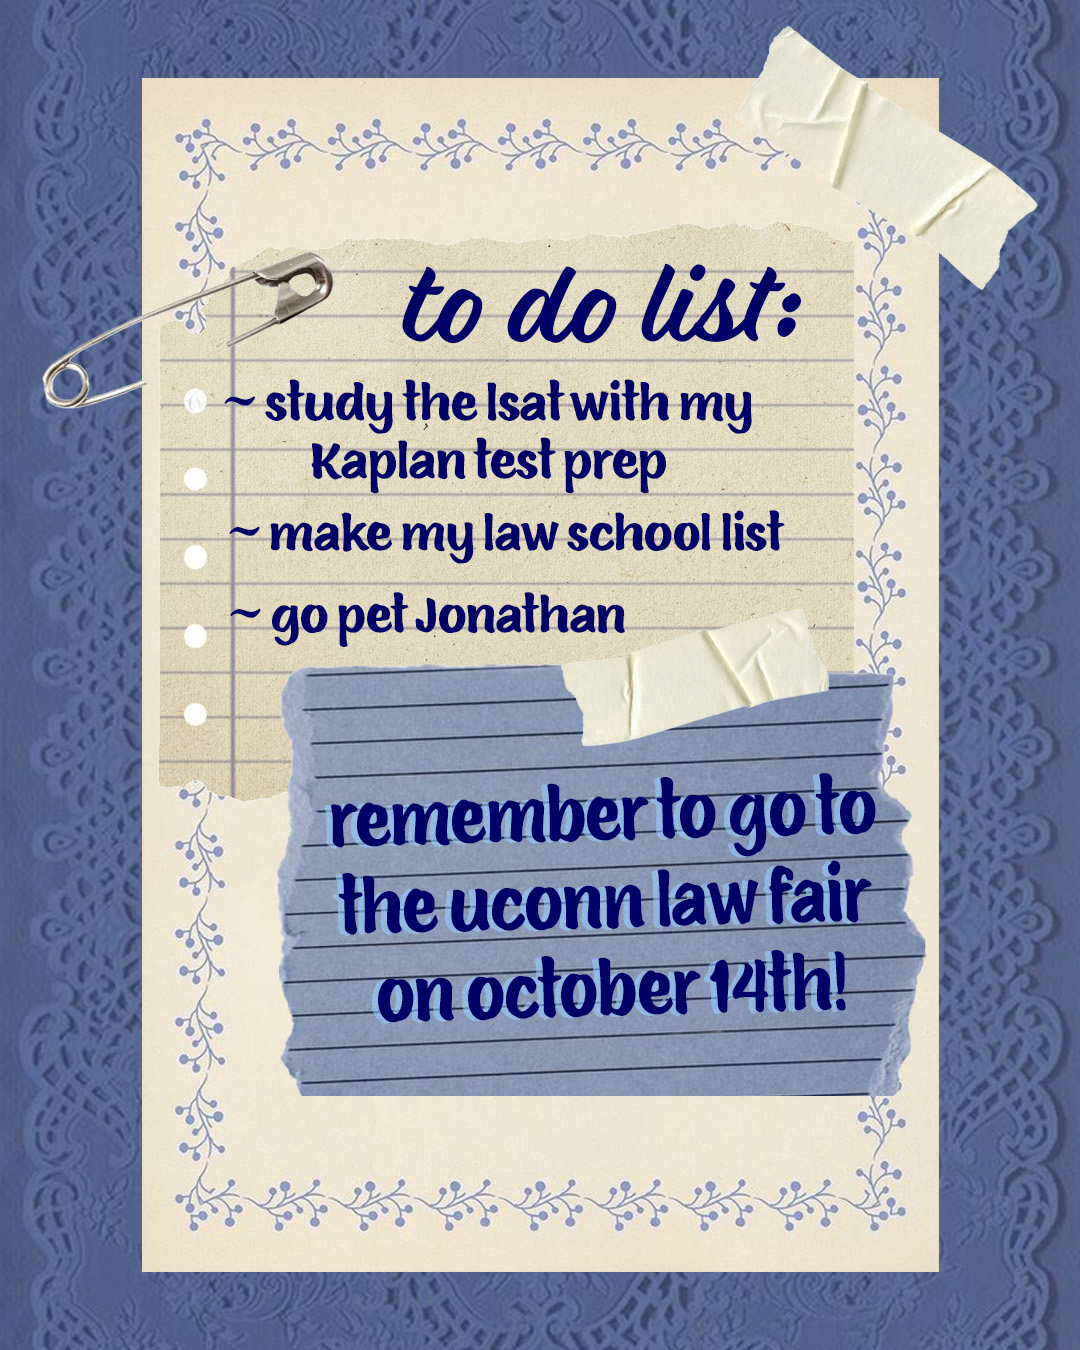 to do list:
~ study the lsat with my
Kaplan test prep
~ make my law school list
~ go pet Jonathan
remember to go to
the uconn law fair
on october 14th!